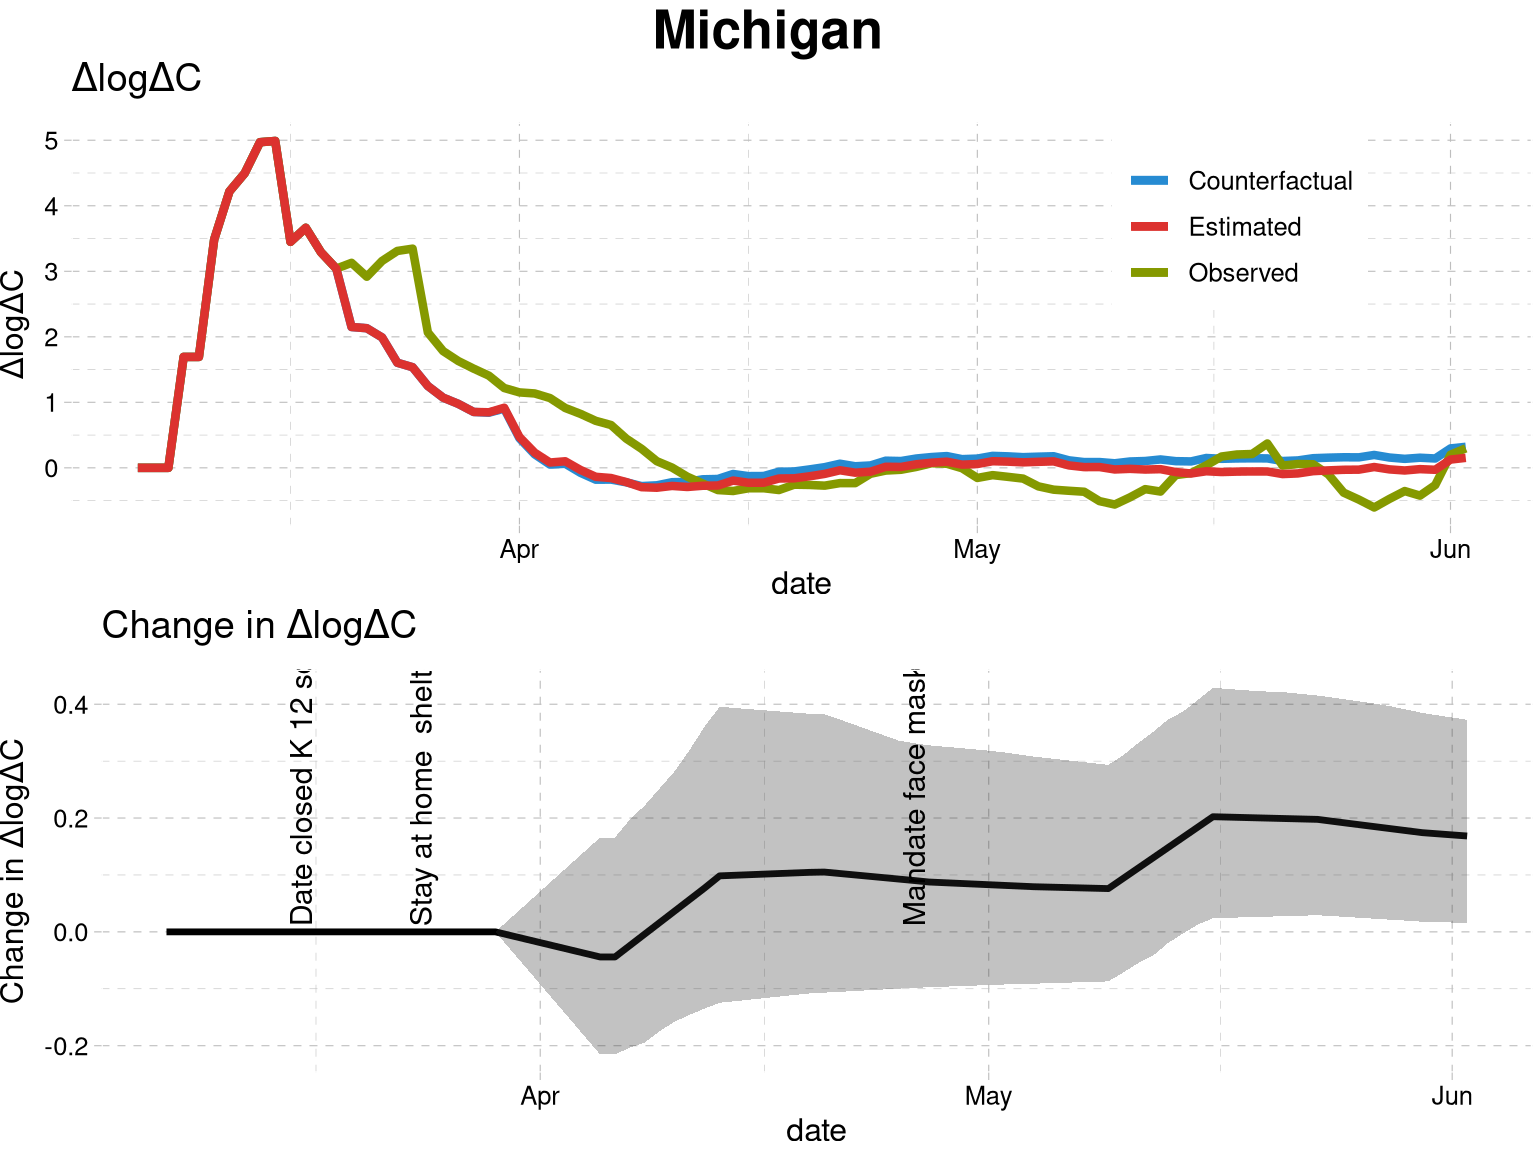 Michigan
ΔlogΔC
ΔlogΔC
5
4
3
2
1
0
Counterfactual
Estimated
Observed
Apr
May
Jun
date
Change in ΔlogΔC
Change in ΔlogΔC
0.4
0.2
0.0
-0.2
Date closed K 12
Stay at home shelt
Mandate face mask
Apr
May
Jun
date